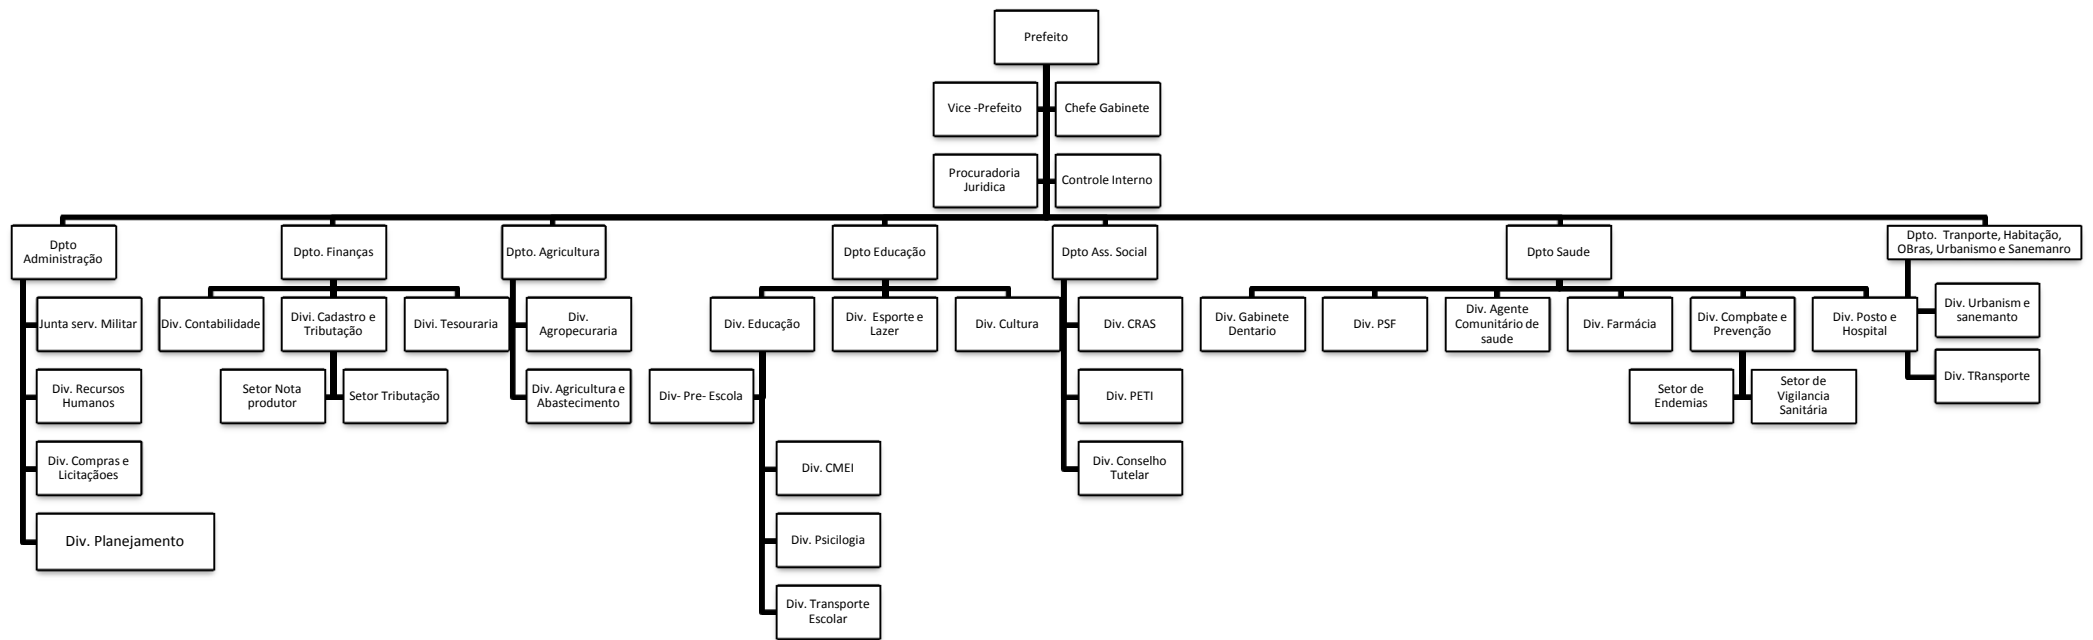 Prefeito
Vice -Prefeito
Chefe Gabinete
Procuradoria
Juridica
Controle Interno
Dpto
Administração
Dpto. Finanças
Dpto. Agricultura
Dpto Educação
Dpto Ass. Social
Dpto Saude
Dpto.  Tranporte, Habitação,
OBras, Urbanismo e Sanemanro
Junta serv. Militar
Div. Contabilidade
Divi. Cadastro e
Tributação
Divi. Tesouraria
Div.
Agropecuraria
Div. Educação
Div.  Esporte e
Lazer
Div. Cultura
Div. CRAS
Div. Gabinete
Dentario
Div. PSF
Div. Agente
Comunitário de
saude
Div. Farmácia
Div. Compbate e
Prevenção
Div. Posto e
Hospital
Div. Urbanism e
sanemanto
Div. Recursos
Humanos
Setor Nota
produtor
Setor Tributação
Div. Agricultura e
Abastecimento
Div- Pre- Escola
Div. PETI
Setor de
Endemias
Setor de
Vigilancia
Sanitária
Div. TRansporte
Div. Compras e
Licitaçãoes
Div. CMEI
Div. Conselho
Tutelar
Div. Planejamento
Div. Psicilogia
Div. Transporte
Escolar